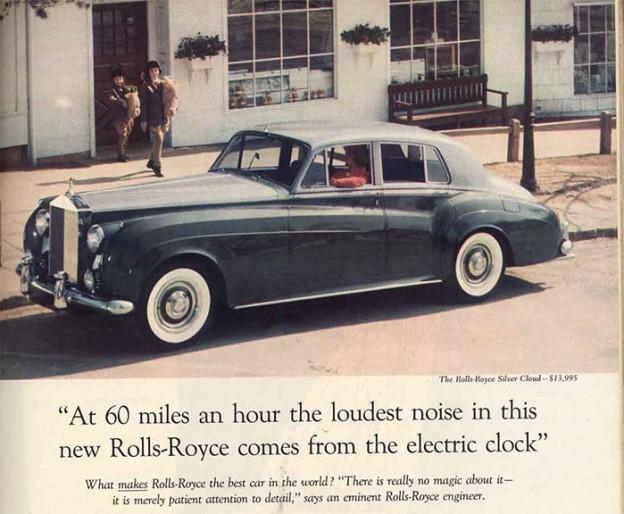 The Rolls-Royce Silver Cloud—$13,995
“At 60 miles an hour the loudest noise in this
new Rolls-Royce comes from the electric clock”
What makes Rolls-Royce the best car in the world? “There is really no magic about it—
it is merely patient attention to detail,” says an eminent Rolls-Royce engineer.